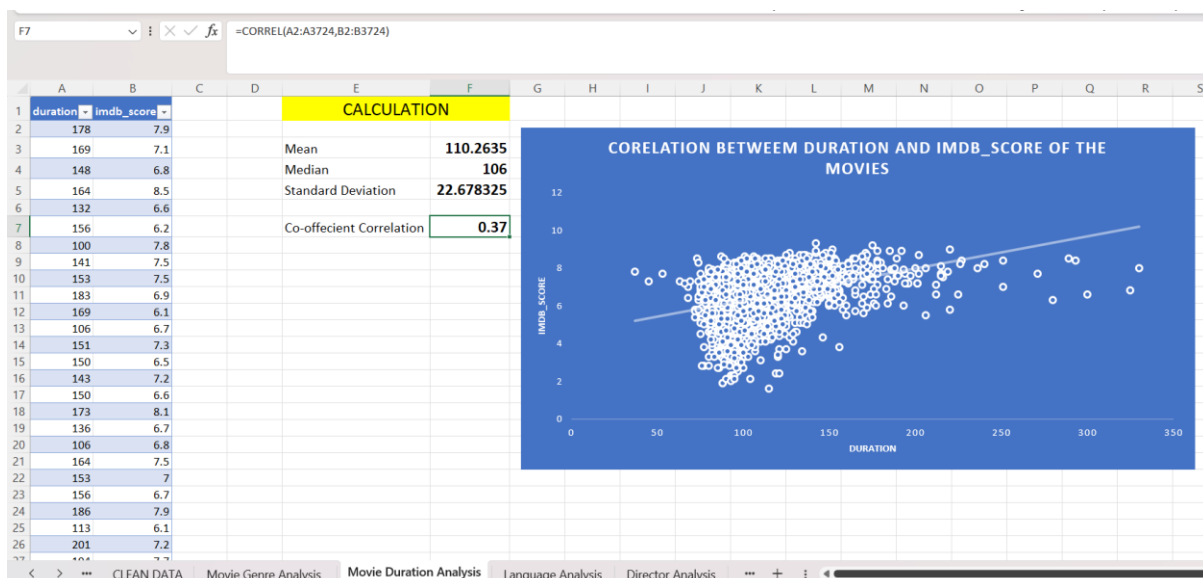 F7 fx =CORREL(A2:A3724,B2:B3724)
A B C D E F G H I J K L M N O P Q R S
1 duration imdb_score CALCULATION
2 178 7.9
3 169 7.1 Mean 110.2635
4 148 6.8 Median 106
5 164 8.5 Standard Deviation 22.678325
6 132 6.6
7 156 6.2 Co-offecient Correlation 0.37
8 100 7.8
9 141 7.5
10 153 7.5
11 183 6.9
12 169 6.1
13 106 6.7
14 151 7.3
15 150 6.5
16 143 7.2
17 150 6.6
18 173 8.1
19 136 6.7
20 106 6.8
21 164 7.5
22 153 7
23 156 6.7
24 186 7.9
25 113 6.1
26 201 7.2
CORELATION BETWEEM DURATION AND IMDB_SCORE OF THE
MOVIES
12
10
8
6
4
2
0
IMDB_SCORE
0 50 100 150 200 250 300 350
DURATION
CLEAN DATA Movie Genre Analysis Movie Duration Analysis Language Analysis Director Analysis